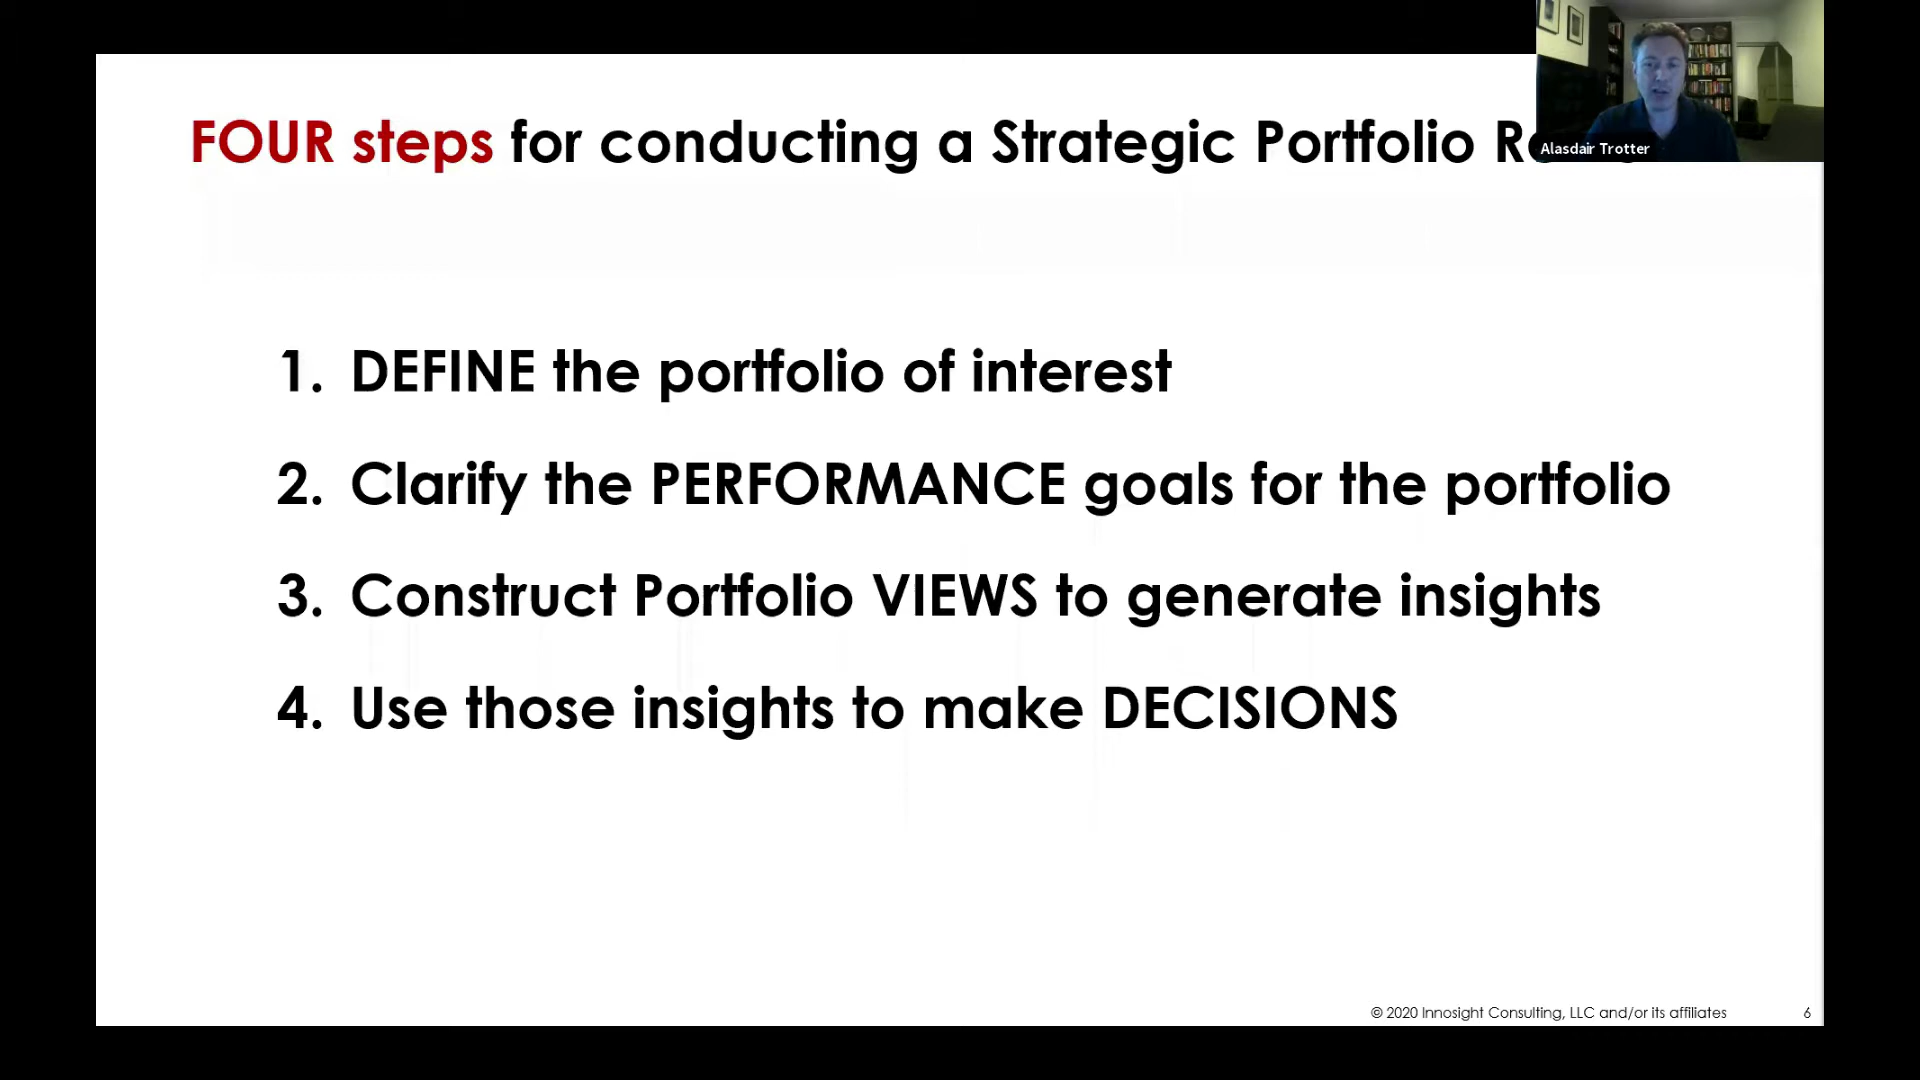 FOUR steps for conducting a Strategic Portfolio
Alasdair Trotter
1. DEFINE the portfolio of interest
2. Clarify the PERFORMANCE goals for the portfolio
3. Construct Portfolio VIEWS to generate insights
4. Use those insights to make DECISIONS
© 2020 Innosight Consulting, LLC and/or its affiliates 6